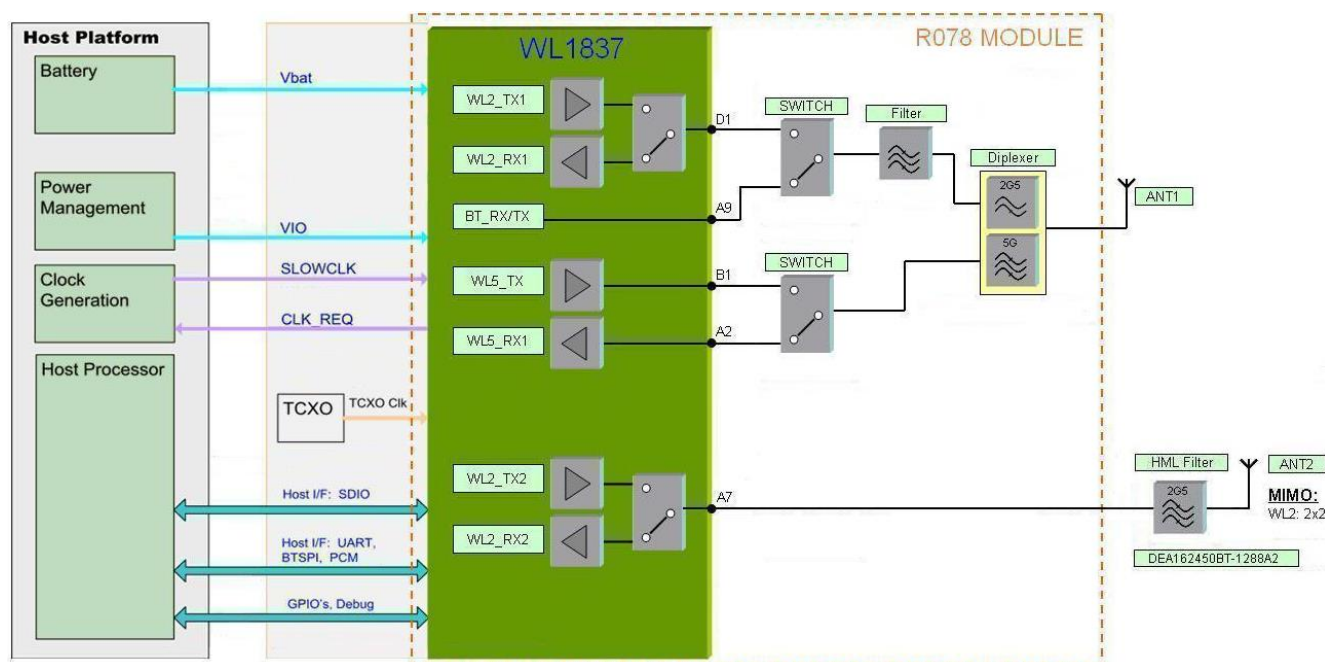 Host Platform
Battery
Power
Management
Clock
Generation
Host Processor
Vbat
VIO
SLOWCLK
CLK_REQ
TCXO
TCXO Clk
Host I/F: SDIO
Host I/F: UART,
BTSPI, PCM
GPIO's, Debug
WL1837
WL2_TX1
WL2_RX1
BT_RX/TX
WL5_TX
WL5_RX1
WL2_TX2
WL2_RX2
D1
A9
B1
A2
A7
R078 MODULE
SWITCH
Filter
Diplexer
2G5
5G
ANT1
SWITCH
HML Filter
2G5
ANT2
MIMO:
WL2: 2x2
DEA162450BT-1288A2